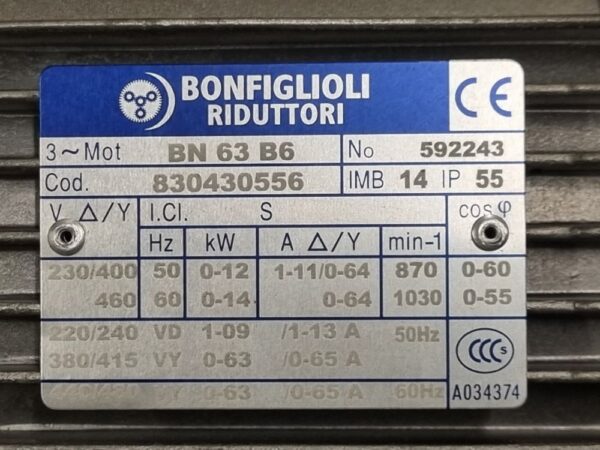 BONFIGLIOLI
RIDUTTORI
CE
3~Mot BN 63 B6 No 592243
Cod. 830430556 IMB 14 IP 55
V Δ/Y I.Cl. S cosφ
Hz kW A Δ/Y min-1
230/400 50 0-12 1-11/0-64 870 0-60
460 60 0-14 0-64 1030 0-55
220/240 VD 1-09 /1-13 A 50Hz
380/415 VY 0-63 /0-65 A
VY 0-63 /0-65 A 60Hz
CCC S
A034374